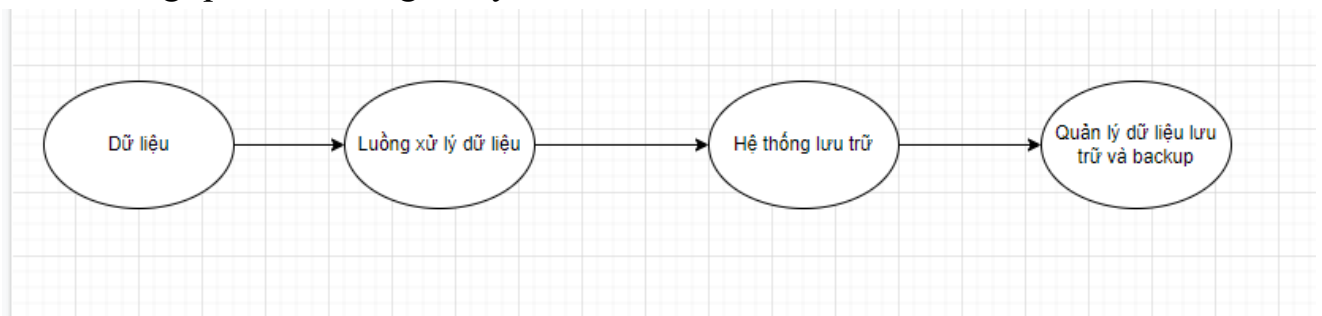 Dữ liệu
Luồng xử lý dữ liệu
Hệ thống lưu trữ
Quản lý dữ liệu lưu
trữ và backup